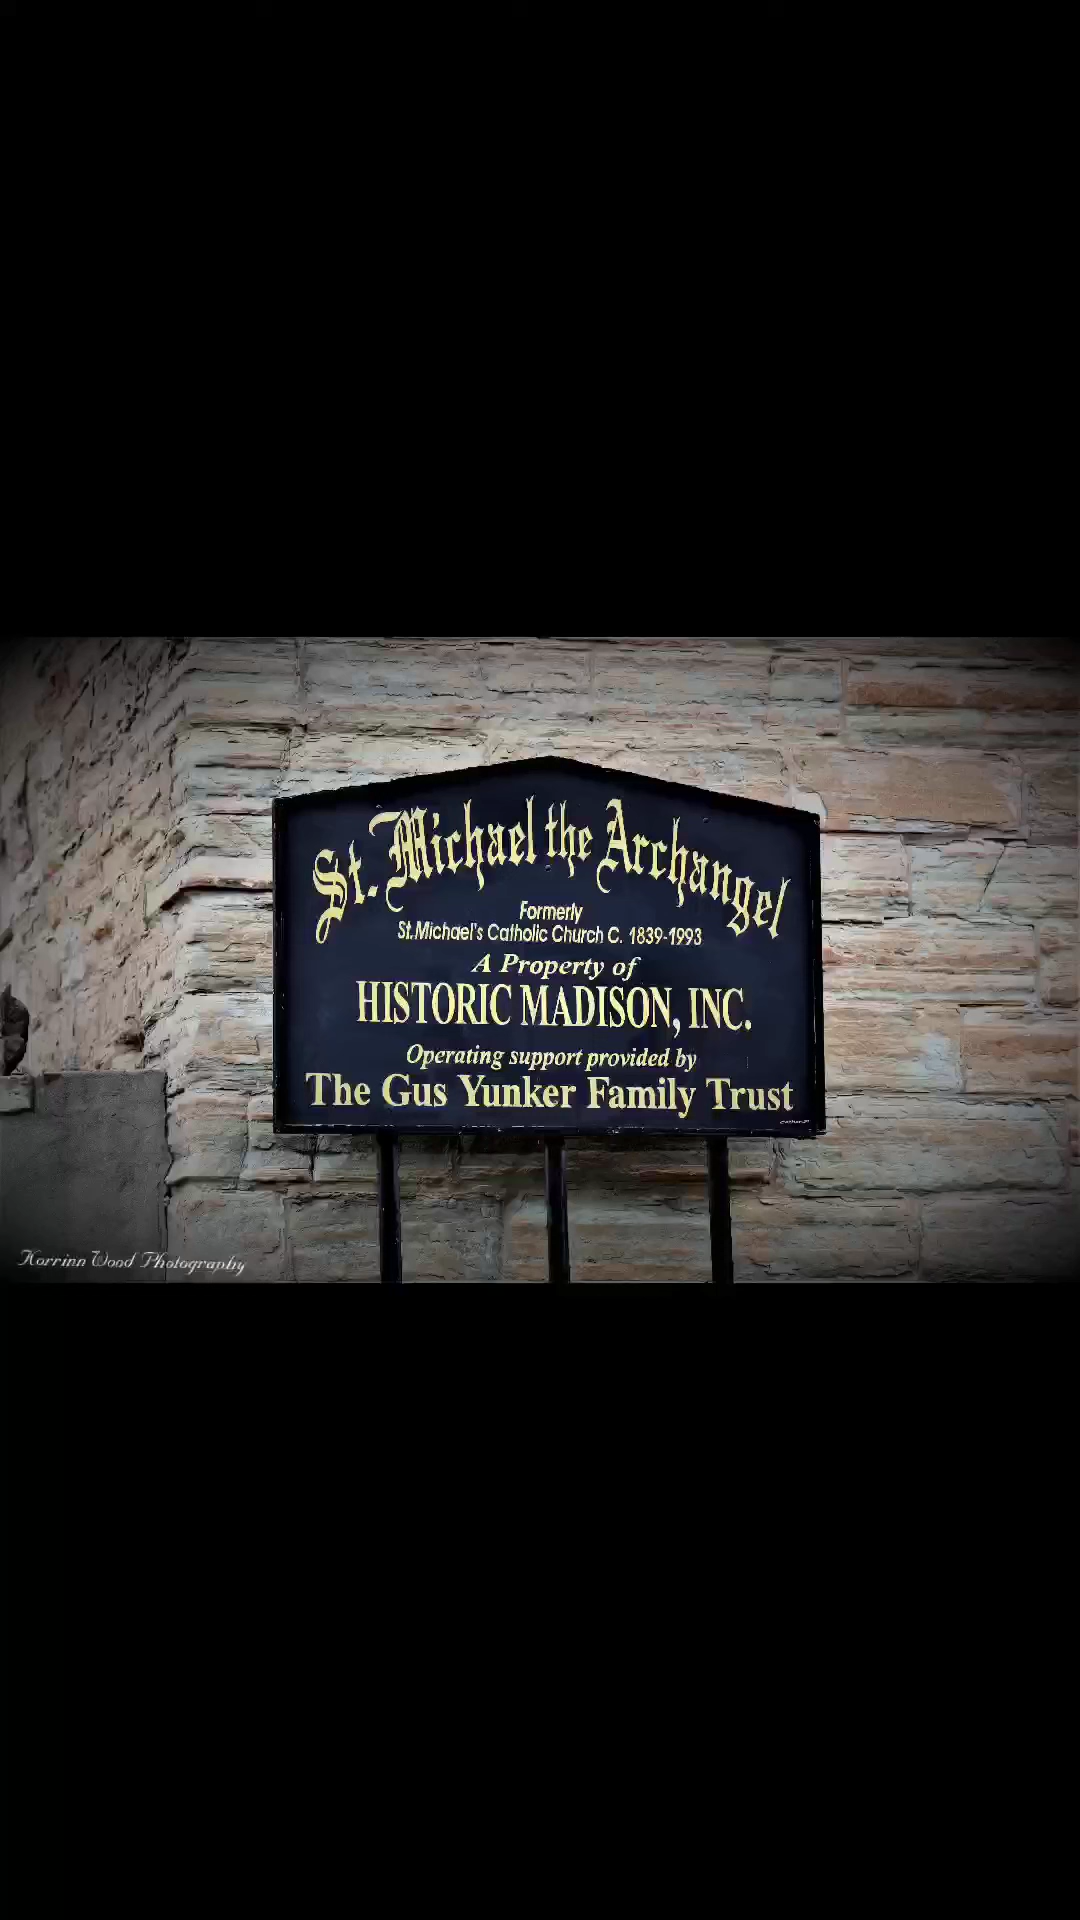 St. Michael the Archangel
Formerly
St. Michael's Catholic Church C. 1839-1993
A Property of
HISTORIC MADISON, INC.
Operating support provided by
The Gus Yunker Family Trust
Korrinn Wood Photography